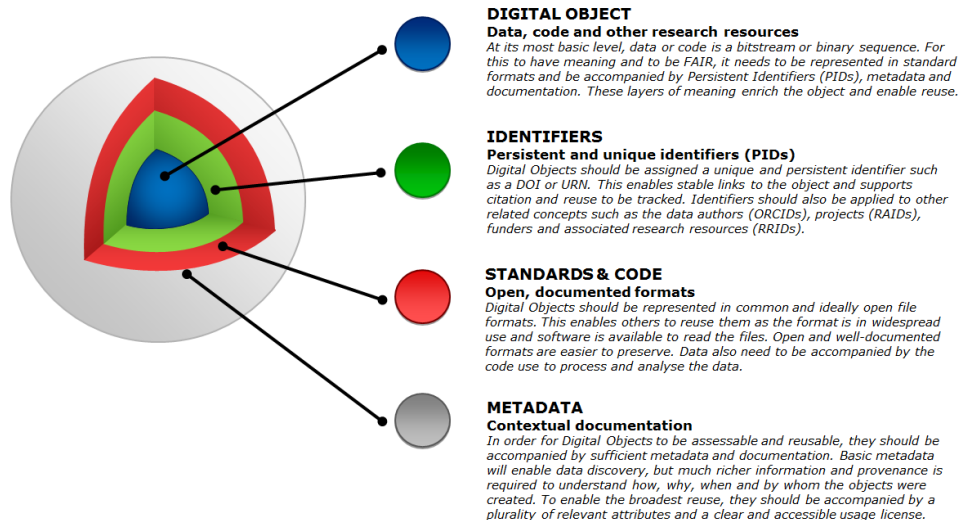 DIGITAL OBJECT
Data, code and other research resources
At its most basic level, data or code is a bitstream or binary sequence. For
this to have meaning and to be FAIR, it needs to be represented in standard
formats and be accompanied by Persistent Identifiers (PIDs), metadata and
documentation. These layers of meaning enrich the object and enable reuse.
IDENTIFIERS
Persistent and unique identifiers (PIDs)
Digital Objects should be assigned a unique and persistent identifier such
as a DOI or URN. This enables stable links to the object and supports
citation and reuse to be tracked. Identifiers should also be applied to other
related concepts such as the data authors (ORCIDs), projects (RAIDs),
funders and associated research resources (RRIDs).
STANDARDS & CODE
Open, documented formats
Digital Objects should be represented in common and ideally open file
formats. This enables others to reuse them as the format is in widespread
use and software is available to read the files. Open and well-documented
formats are easier to preserve. Data also need to be accompanied by the
code use to process and analyse the data.
METADATA
Contextual documentation
In order for Digital Objects to be assessable and reusable, they should be
accompanied by sufficient metadata and documentation. Basic metadata
will enable data discovery, but much richer information and provenance is
required to understand how, why, when and by whom the objects were
created. To enable the broadest reuse, they should be accompanied by a
plurality of relevant attributes and a clear and accessible usage license.